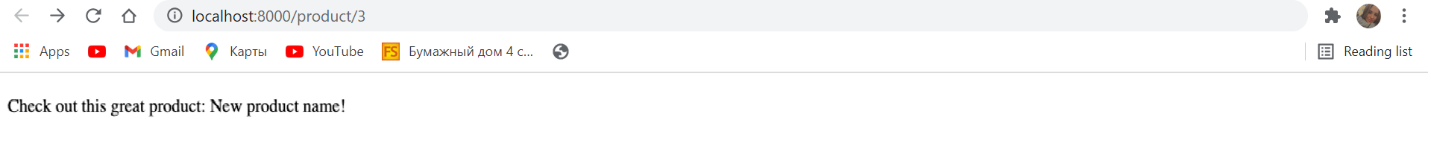 localhost:8000/product/3
Apps Gmail Карты YouTube Бумажный дом 4 с... Reading list
Check out this great product: New product name!